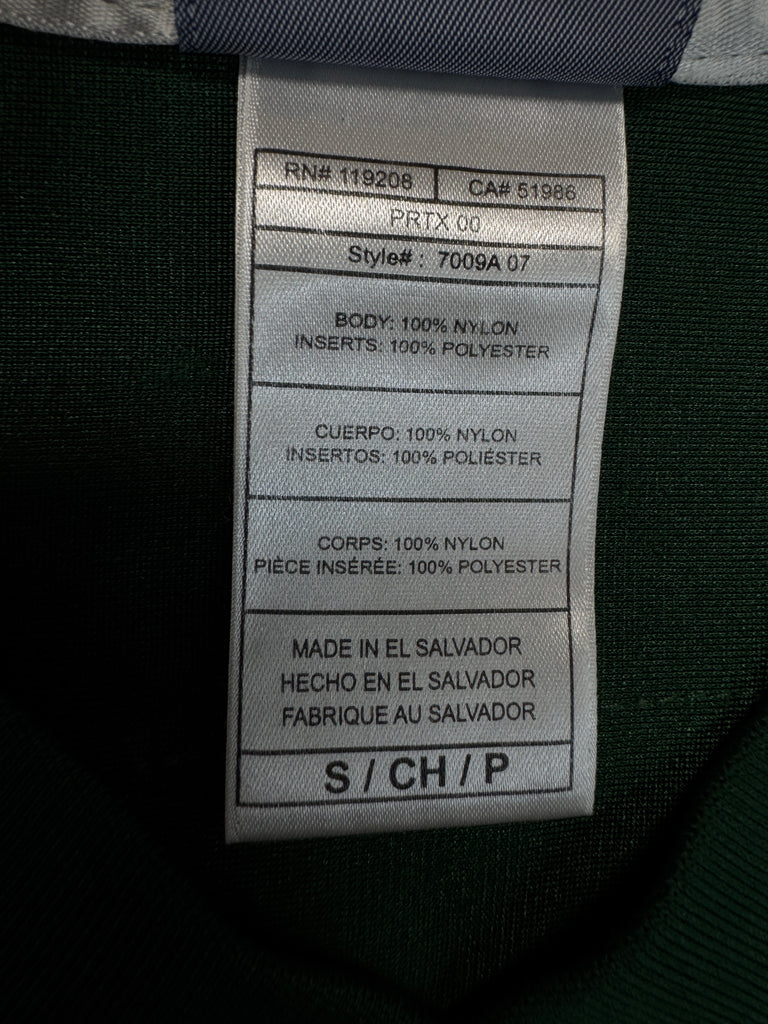 RN# 119208 CA# 51986
PRTX 00
Style# : 7009A 07
BODY: 100% NYLON
INSERTS: 100% POLYESTER
CUERPO: 100% NYLON
INSERTOS: 100% POLIÉSTER
CORPS: 100% NYLON
PIÈCE INSÉRÉE: 100% POLYESTER
MADE IN EL SALVADOR
HECHO EN EL SALVADOR
FABRIQUE AU SALVADOR
S / CH / P